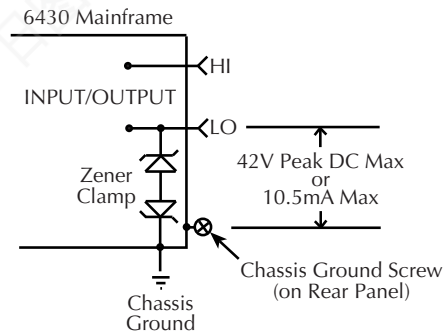 6430 Mainframe
HI
INPUT/OUTPUT
LO
Zener
Clamp
42V Peak DC Max
or
10.5mA Max
Chassis Ground Screw
(on Rear Panel)
Chassis
Ground